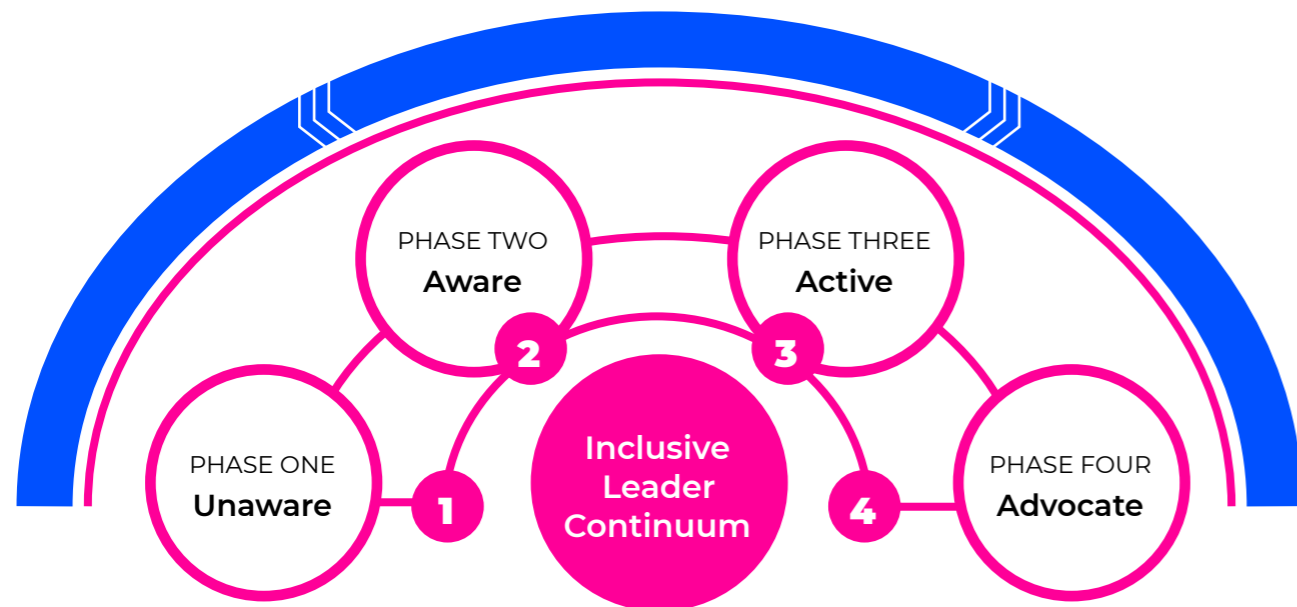 PHASE ONE
Unaware
1
PHASE TWO
Aware
2
PHASE THREE
Active
3
PHASE FOUR
Advocate
4
Inclusive
Leader
Continuum